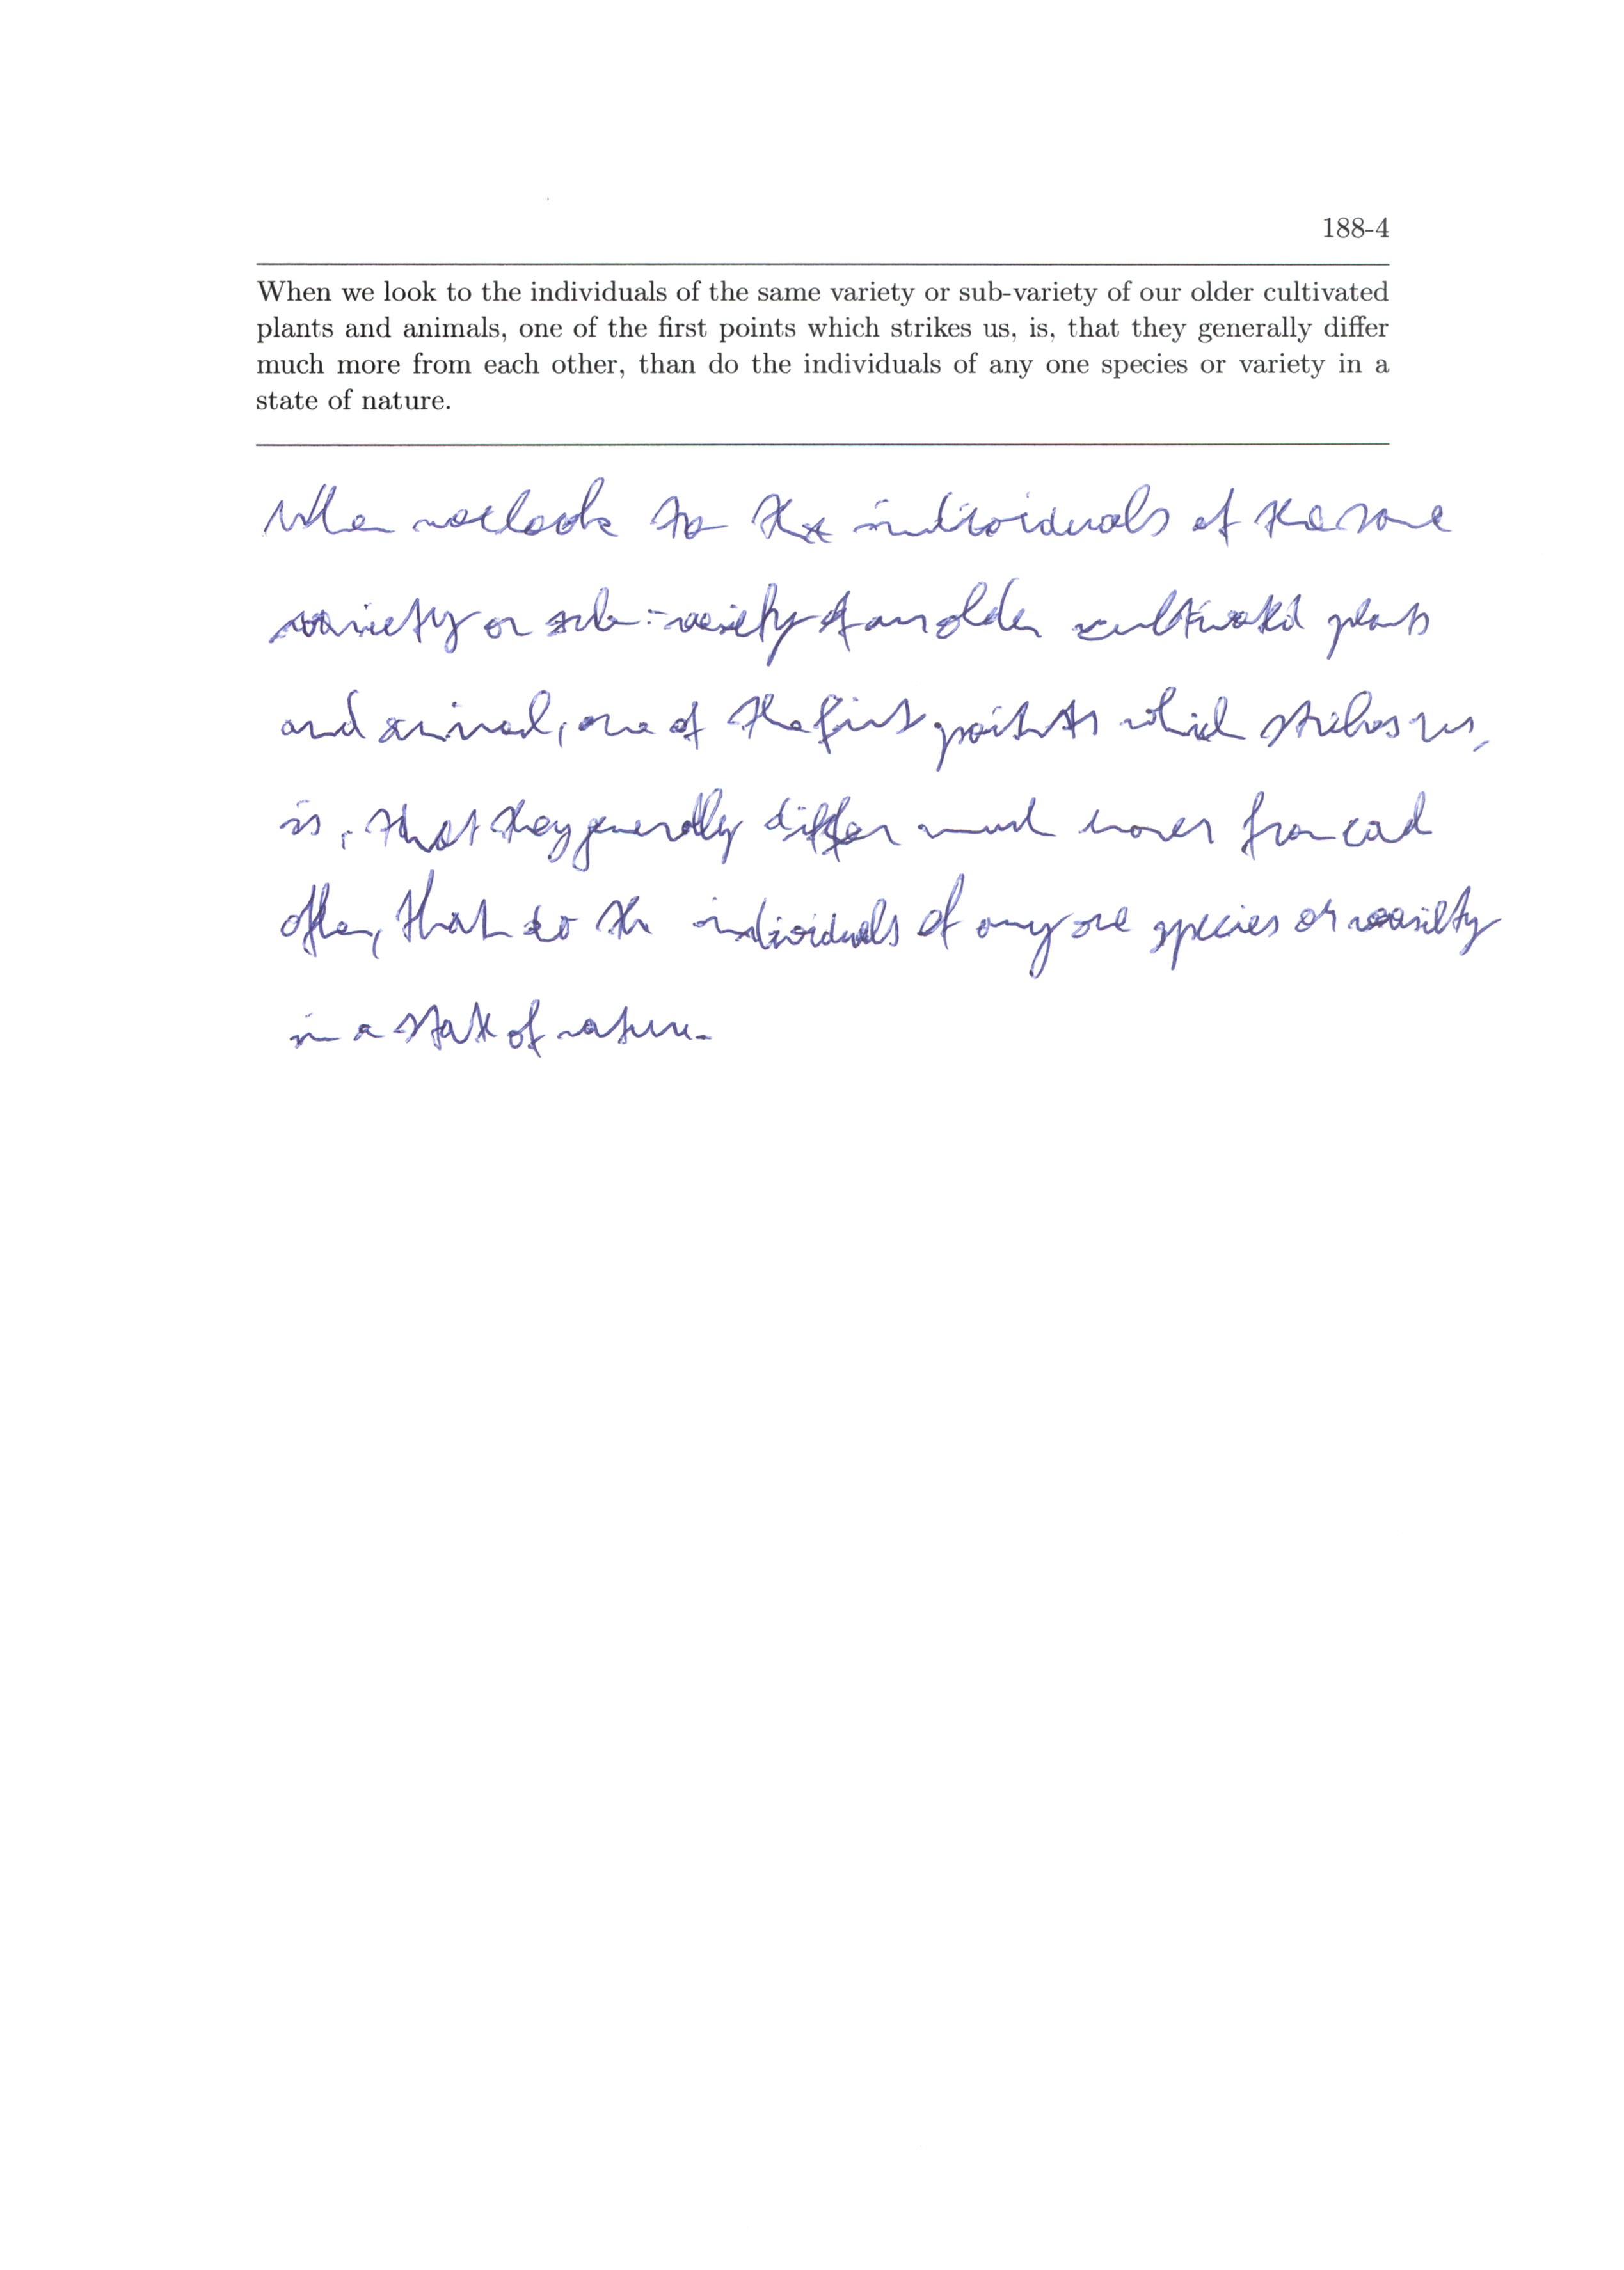 188-4
When we look to the individuals of the same variety or sub-variety of our older cultivated
plants and animals, one of the first points which strikes us, is, that they generally differ
much more from each other, than do the individuals of any one species or variety in a
state of nature.
When we look to the individuals of the same
variety or sub-variety of our older cultivated plants
and animal, one of the first points which strikes us,
is, that they generally differ much more from each
other, than do the individuals of any one species or variety
in a state of nature.